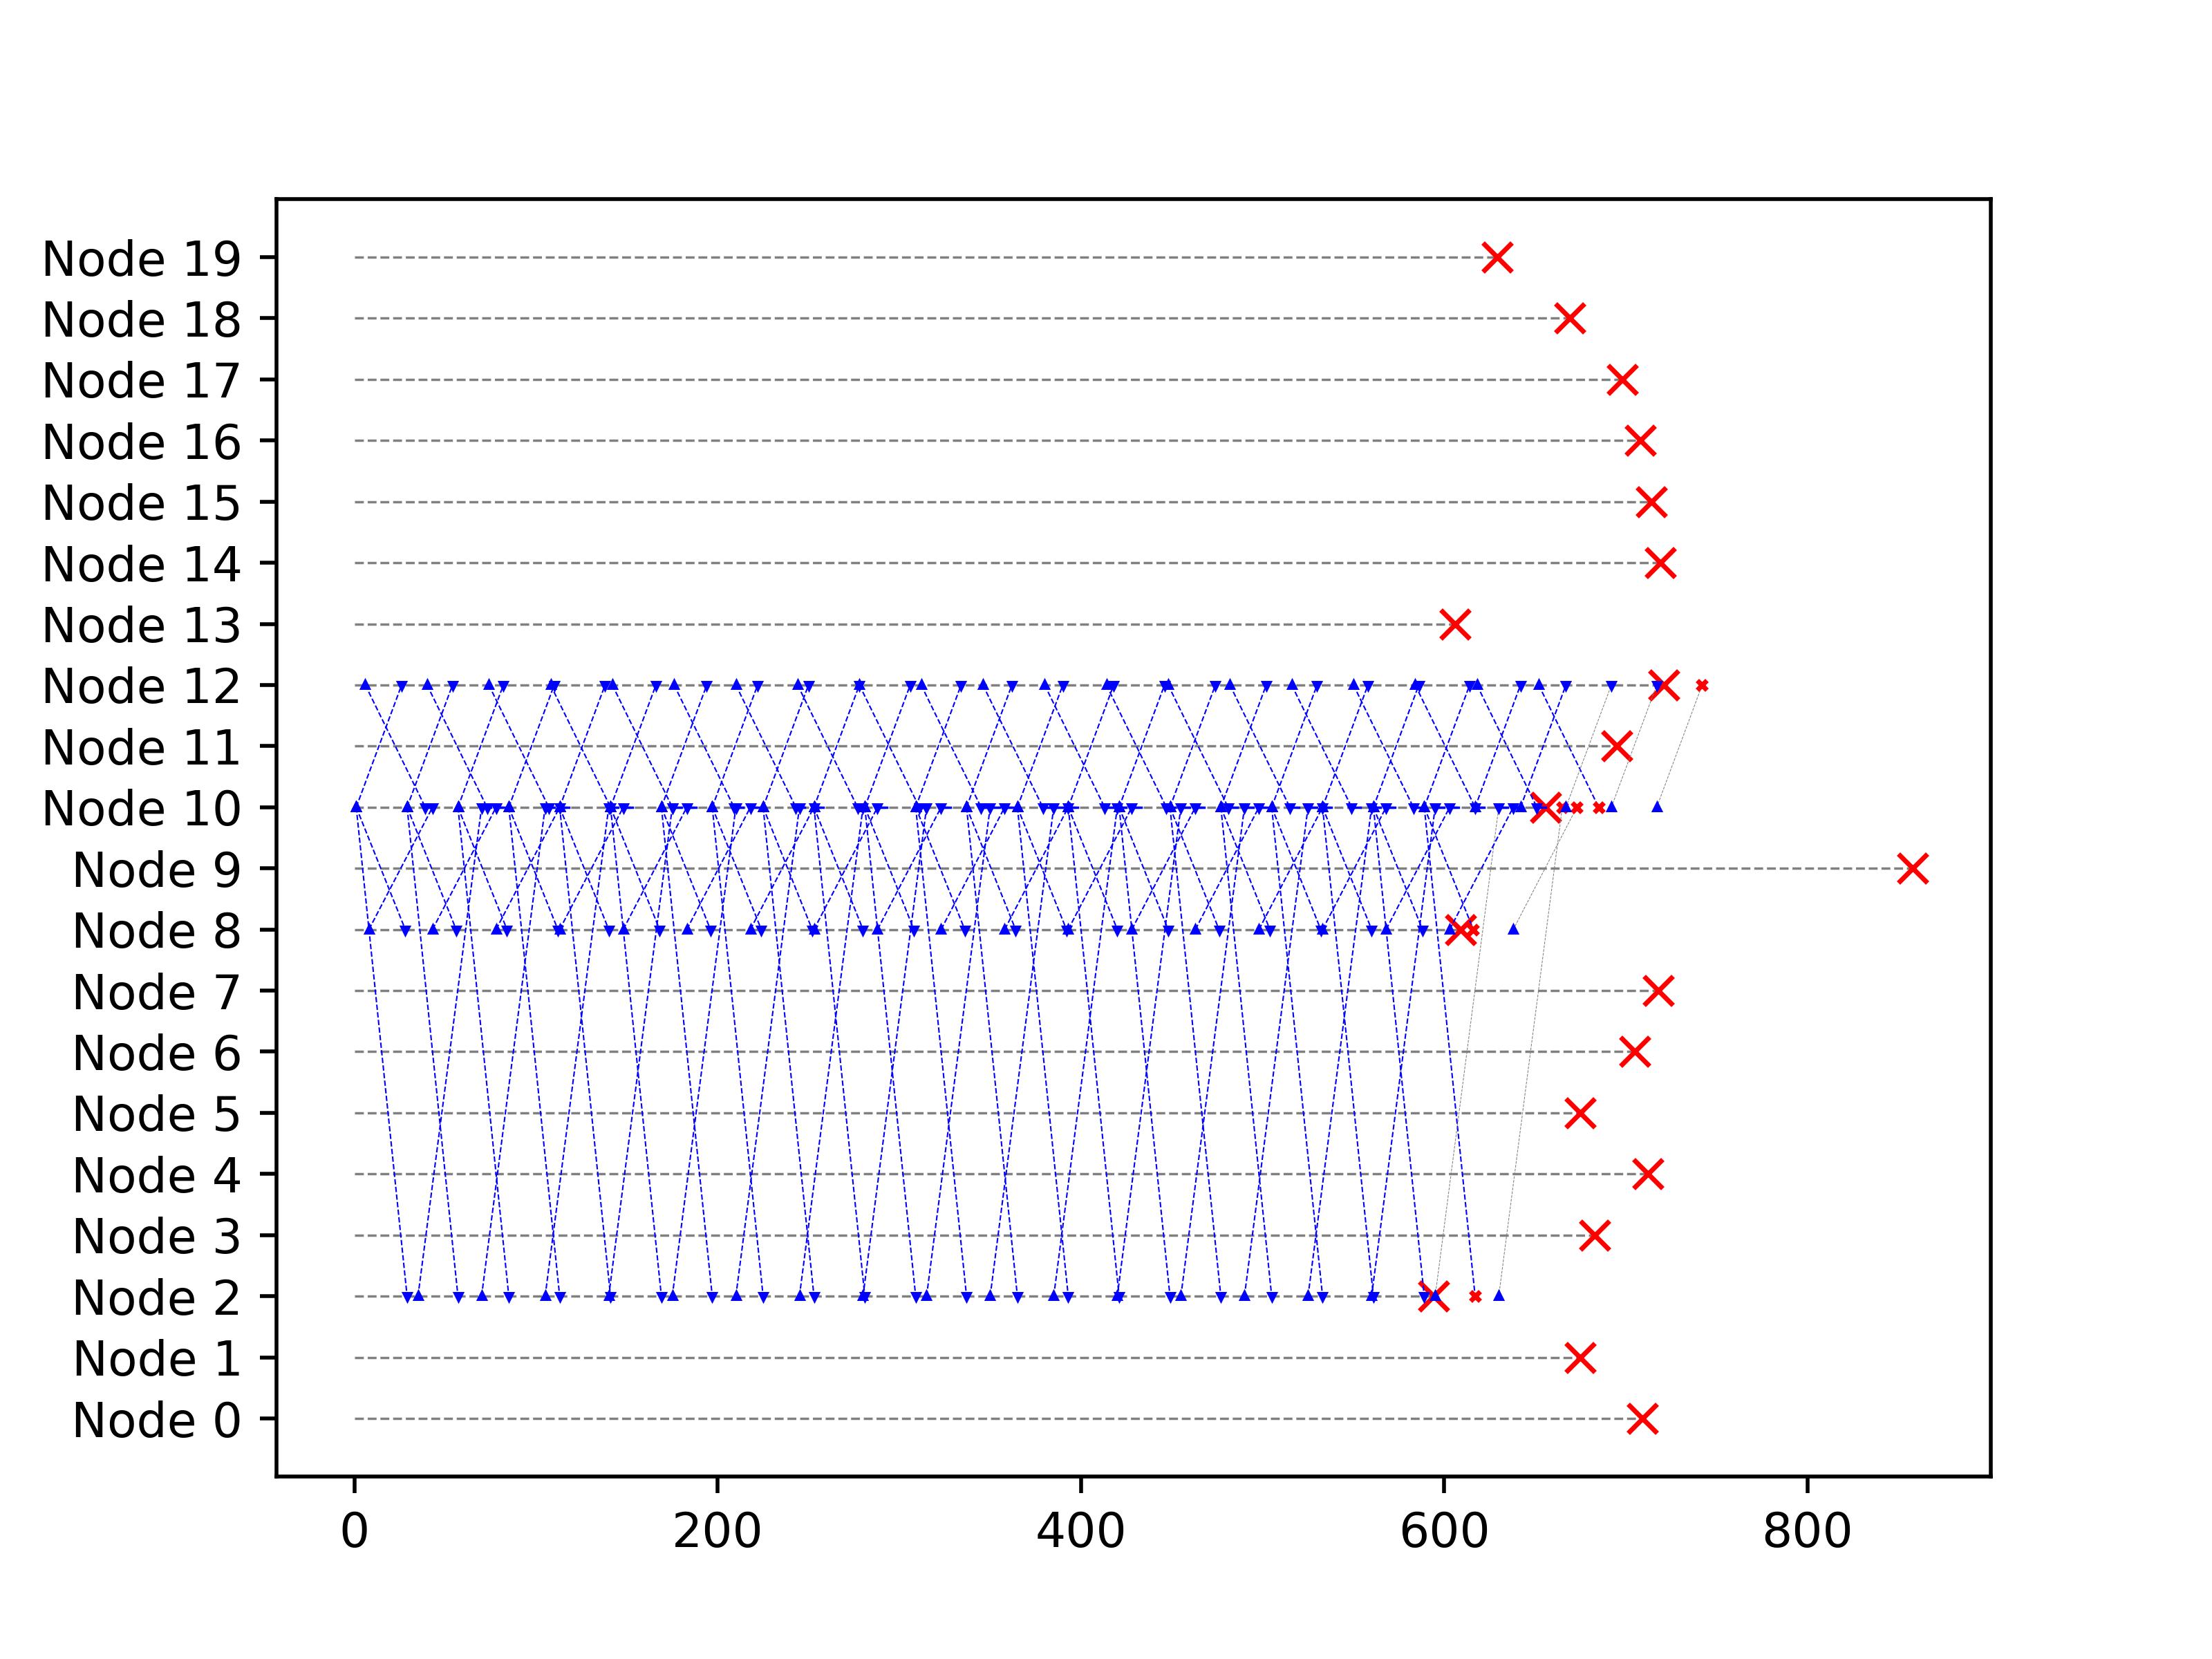 Node 19
Node 18
Node 17
Node 16
Node 15
Node 14
Node 13
Node 12
Node 11
Node 10
Node 9
Node 8
Node 7
Node 6
Node 5
Node 4
Node 3
Node 2
Node 1
Node 0
0 200 400 600 800